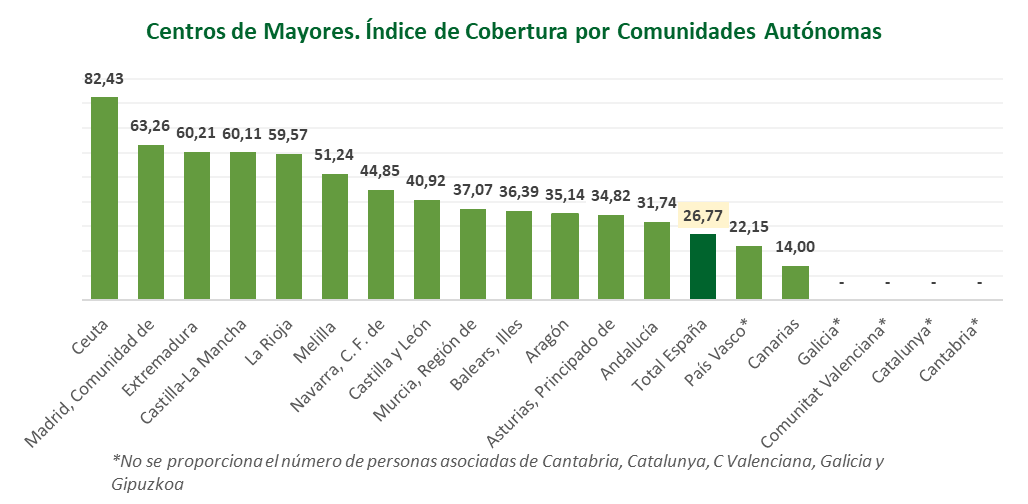 Centros de Mayores. Índice de Cobertura por Comunidades Autónomas
82,43
63,26
60,21
60,11
59,57
51,24
44,85
40,92
37,07
36,39
35,14
34,82
31,74
26,77
22,15
14,00
-
-
-
-
Ceuta
Madrid, Comunidad de
Extremadura
Castilla-La Mancha
La Rioja
Melilla
Navarra, C. F. de
Castilla y León
Murcia, Región de
Balears, Illes
Aragón
Asturias, Principado de
Andalucía
Total España
País Vasco*
Canarias
Galicia*
Comunitat Valenciana*
Catalunya*
Cantabria*
*No se proporciona el número de personas asociadas de Cantabria, Catalunya, C Valenciana, Galicia y
Gipuzkoa